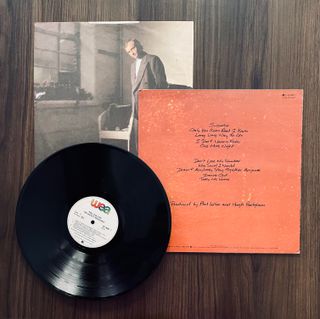 Sussudio
Only You Know And I Know
Long Long Way To Go
I Don't Wanna Know
One More Night
Don't Lose My Number
Who Said I Would
Doesn't Anybody Stay Together Anymore
Inside Out
Take Me Home
Produced by Phil Collins and Hugh Padgham
wea